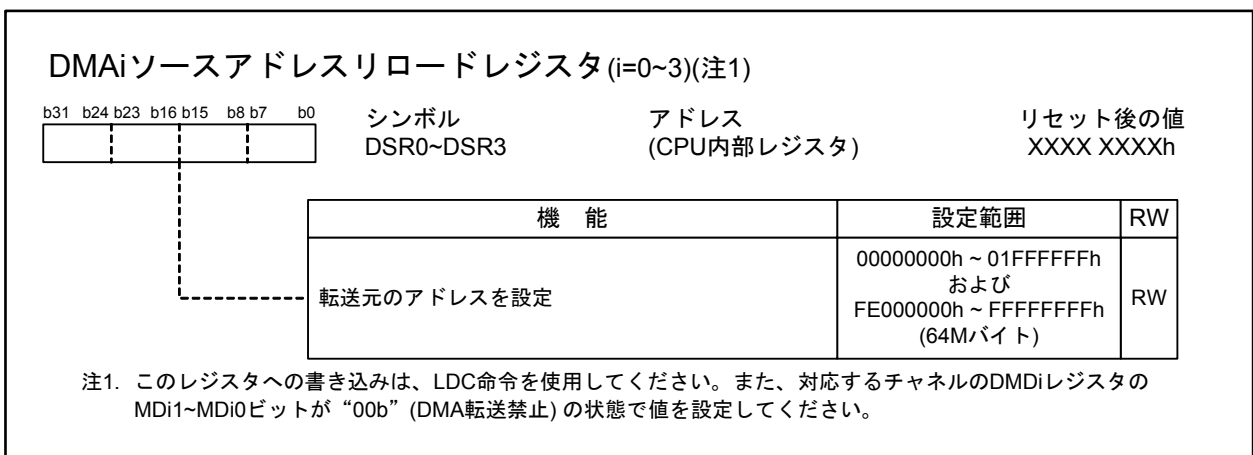 DMAiソースアドレスリロードレジスタ(i=0~3)(注1)
b31 b24 b23 b16 b15 b8 b7 b0
シンボル アドレス リセット後の値
DSR0~DSR3 (CPU内部レジスタ) XXXX XXXXh
機 能 設定範囲 RW
転送元のアドレスを設定 00000000h ~ 01FFFFFFh
および
FE000000h ~ FFFFFFFFh
(64Mバイト) RW
注1. このレジスタへの書き込みは、LDC命令を使用してください。また、対応するチャネルのDMDiレジスタの
MDi1~MDi0ビットが“00b” (DMA転送禁止) の状態で値を設定してください。